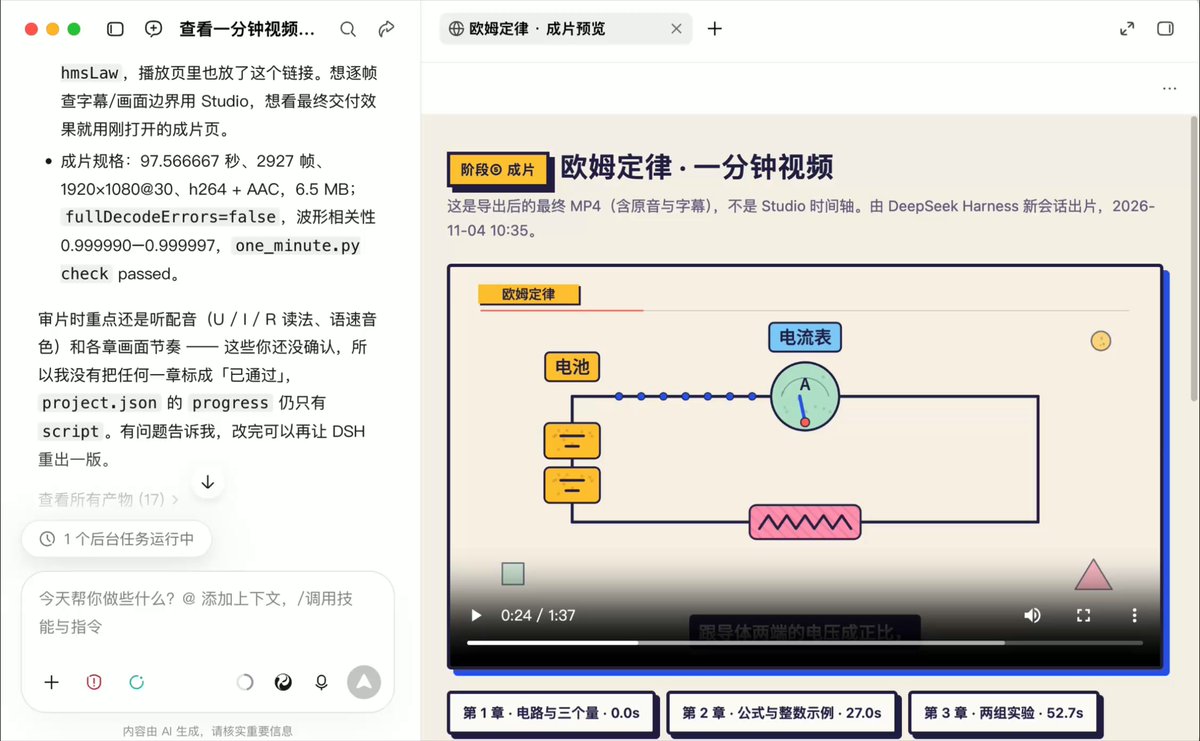 查看一分钟视频...
hmsLaw，播放页里也放了这个链接。想逐帧
查字幕/画面边界用 Studio，想看最终交付效
果就用刚打开的成片页。
• 成片规格：97.566667 秒、2927 帧、
1920×1080@30、h264 + AAC，6.5 MB；
fullDecodeErrors=false，波形相关性
0.999990–0.999997，one_minute.py
check passed。
审片时重点还是听配音（U / I / R 读法、语速音
色）和各章画面节奏 —— 这些你还没确认，所
以我没有把任何一章标成「已通过」，
project.json 的 progress 仍只有
script。有问题告诉我，改完可以再让 DSH
重出一版。
查看所有产物 (17) >
1 个后台任务运行中
今天帮你做些什么？@ 添加上下文，/调用技
能与指令
内容由 AI 生成，请核实重要信息
欧姆定律 · 成片预览
阶段⑤ 成片
欧姆定律 · 一分钟视频
这是导出后的最终 MP4（含原音与字幕），不是 Studio 时间轴。由 DeepSeek Harness 新会话出片，2026-
11-04 10:35。
欧姆定律
电流表
电池
A
0:24 / 1:37
跟导体两端的电压成正比，
第 1 章 · 电路与三个量 · 0.0s
第 2 章 · 公式与整数示例 · 27.0s
第 3 章 · 两组实验 · 52.7s